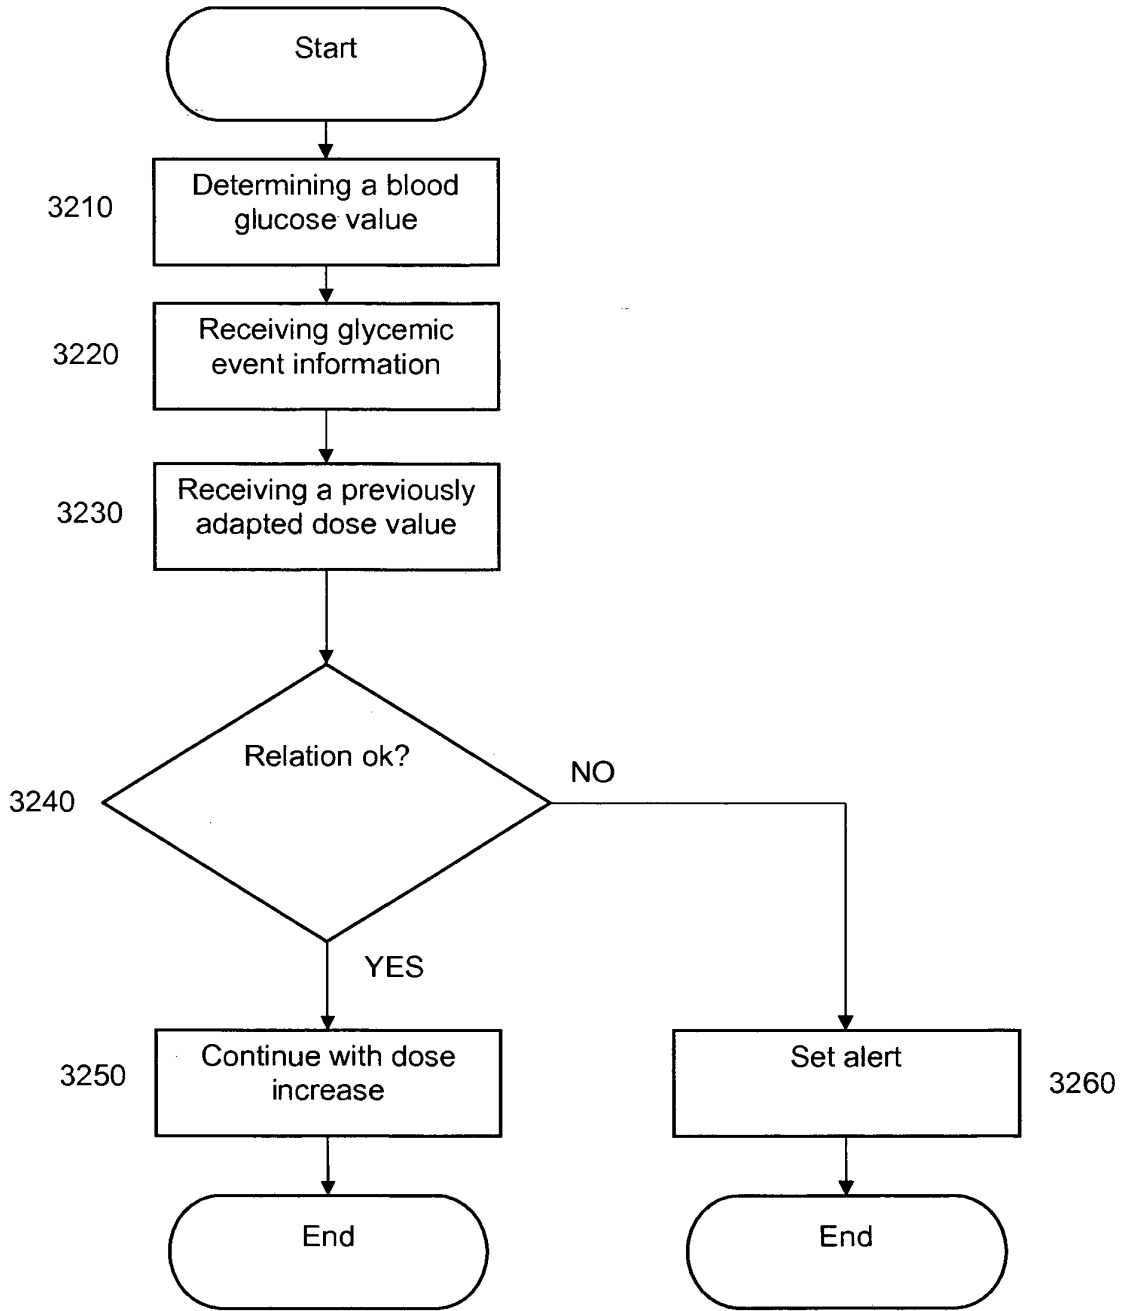 Start
3210
Determining a blood
glucose value
3220
Receiving glycemic
event information
3230
Receiving a previously
adapted dose value
3240
Relation ok?
NO
YES
3250
Continue with dose
increase
Set alert
3260
End
End